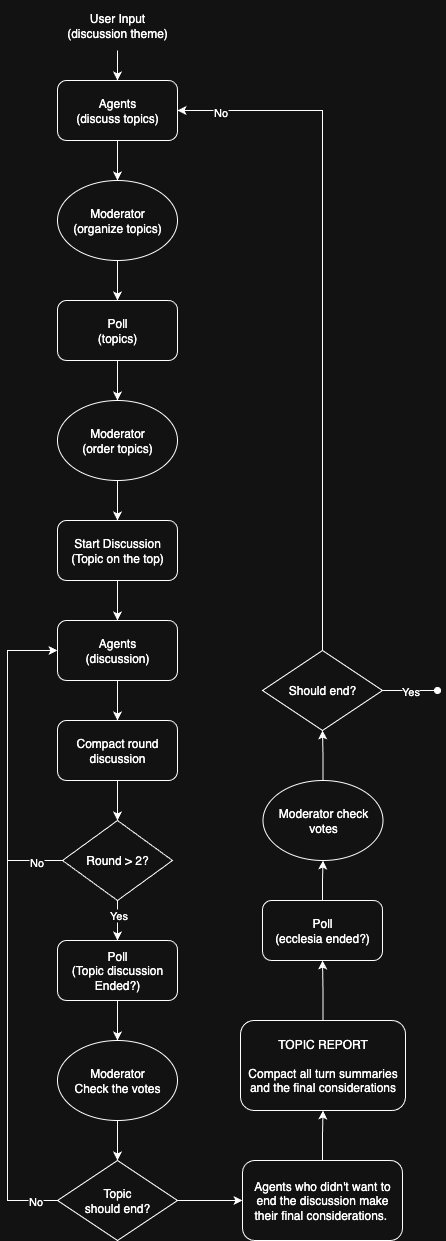 User Input
(discussion theme)
Agents
(discuss topics)
No
Moderator
(organize topics)
Poll
(topics)
Moderator
(order topics)
Start Discussion
(Topic on the top)
Agents
(discussion)
Compact round
discussion
Round > 2?
No
Yes
Poll
(Topic discussion
Ended?)
Moderator
Check the votes
Topic
should end?
No
Agents who didn't want to
end the discussion make
their final considerations.
TOPIC REPORT
Compact all turn summaries
and the final considerations
Poll
(ecclesia ended?)
Moderator check
votes
Should end?
Yes